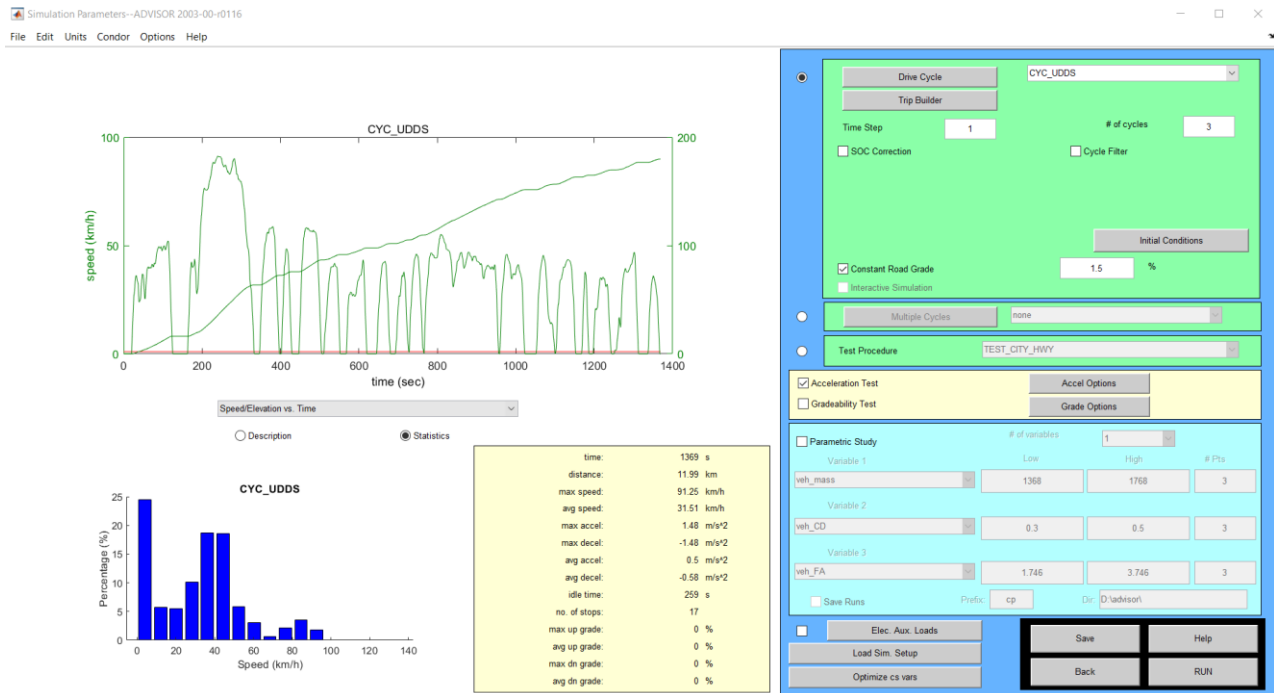 Simulation Parameters--ADVISOR 2003-00-r0116
File Edit Units Condor Options Help
CYC_UDDS
100
50
0
speed (km/h)
200
100
0
0 200 400 600 800 1000 1200 1400
time (sec)
Speed/Elevation vs. Time
Description Statistics
CYC_UDDS
25
20
15
10
5
0
Percentage (%)
0 20 40 60 80 100 120 140
Speed (km/h)
time: 1369 s
distance: 11.99 km
max speed: 91.25 km/h
avg speed: 31.51 km/h
max accel: 1.48 m/s^2
max decel: -1.48 m/s^2
avg accel: 0.5 m/s^2
avg decel: -0.58 m/s^2
idle time: 259 s
no. of stops: 17
max up grade: 0 %
avg up grade: 0 %
max dn grade: 0 %
avg dn grade: 0 %
Drive Cycle CYC_UDDS
Trip Builder
Time Step 1 # of cycles 3
SOC Correction Cycle Filter
Initial Conditions
Constant Road Grade 1.5 %
Interactive Simulation
Multiple Cycles none
Test Procedure TEST_CITY_HWY
Acceleration Test Accel Options
Gradeability Test Grade Options
Parametric Study # of variables 1
Variable 1 Low High # Pts
veh_mass 1368 1768 3
Variable 2
veh_CD 0.3 0.5 3
Variable 3
veh_FA 1.746 3.746 3
Save Runs Prefix: cp Dir: D:\advisor\
Elec. Aux. Loads
Load Sim. Setup
Optimize cs vars
Save Help
Back RUN